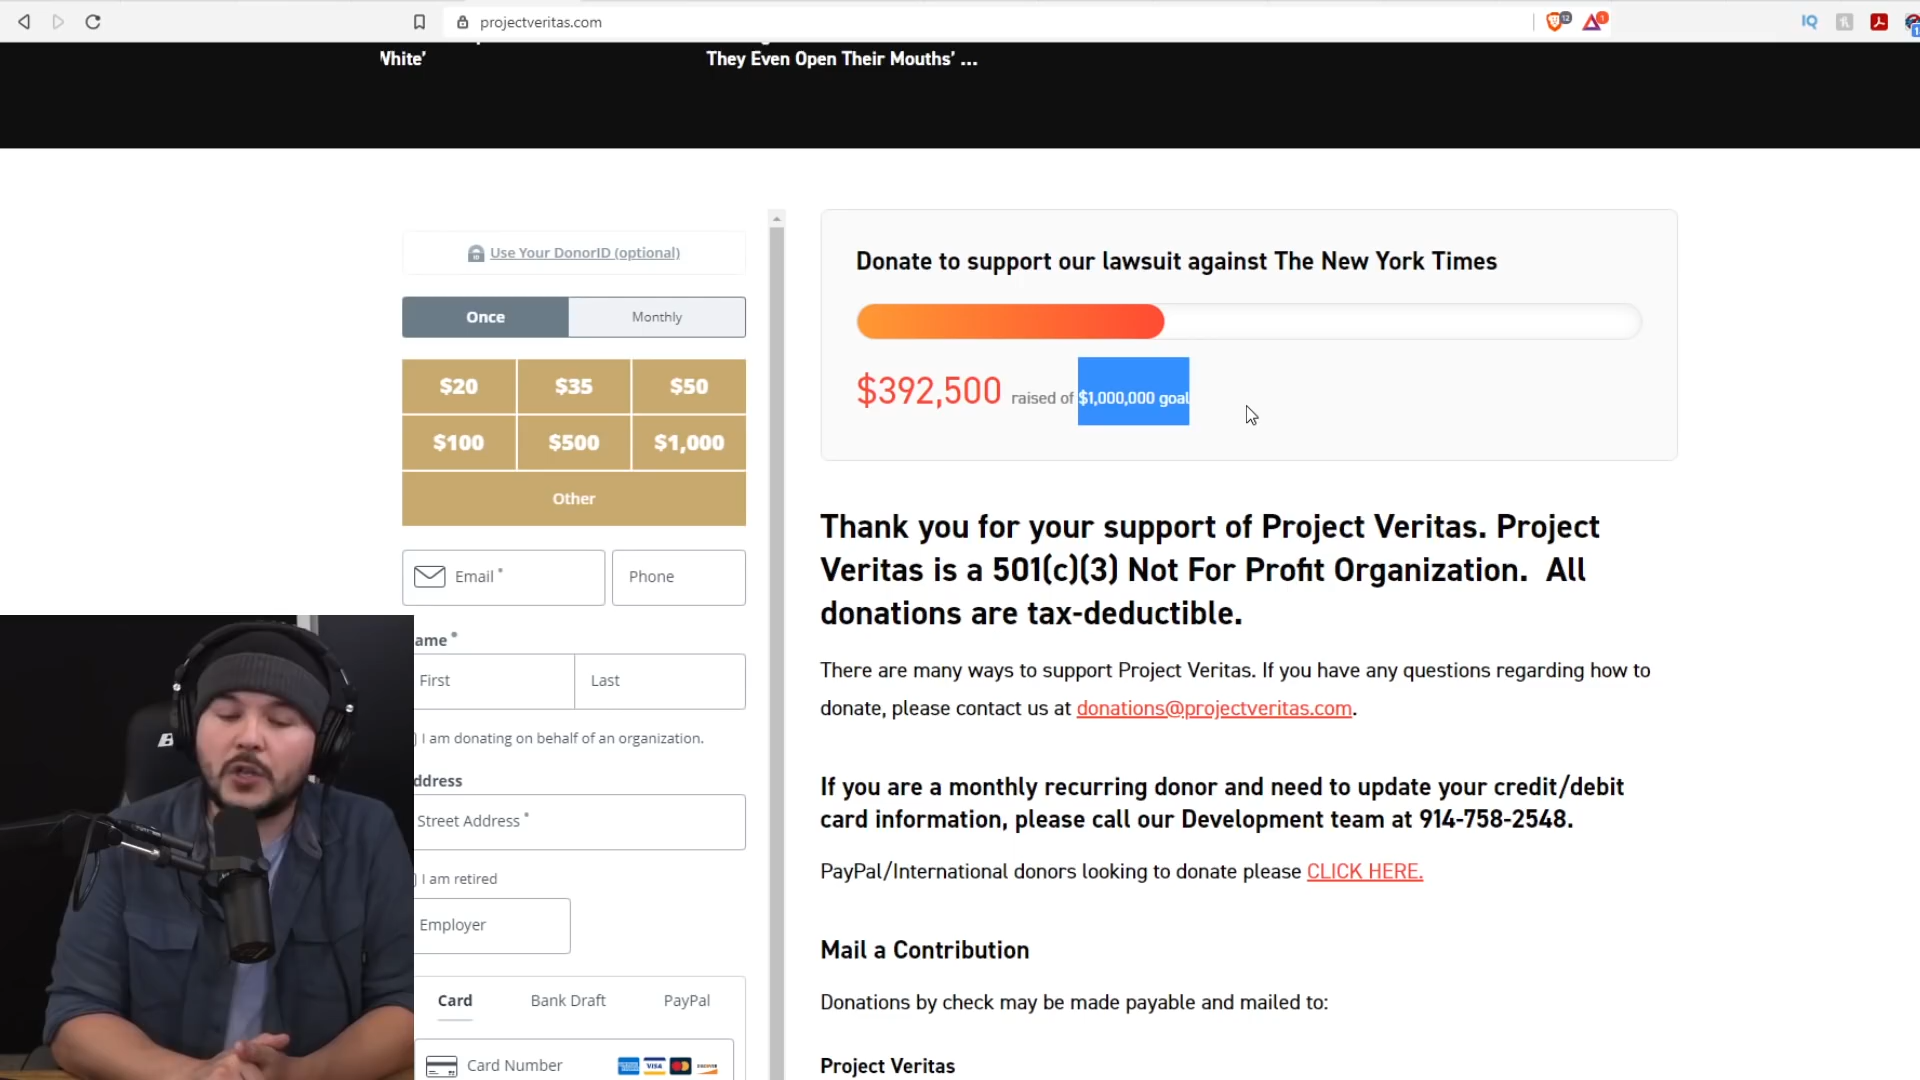 projectveritas.com
12
1
IQ
White’
They Even Open Their Mouths’ ...
Use Your DonorID (optional)
Once
Monthly
$20
$35
$50
$100
$500
$1,000
Other
Email *
Phone
ame *
First
Last
I am donating on behalf of an organization.
ddress
Street Address *
I am retired
Employer
Card
Bank Draft
PayPal
Card Number
VISA
Donate to support our lawsuit against The New York Times
$392,500 raised of $1,000,000 goal
Thank you for your support of Project Veritas. Project
Veritas is a 501(c)(3) Not For Profit Organization. All
donations are tax-deductible.
There are many ways to support Project Veritas. If you have any questions regarding how to
donate, please contact us at donations@projectveritas.com.
If you are a monthly recurring donor and need to update your credit/debit
card information, please call our Development team at 914-758-2548.
PayPal/International donors looking to donate please CLICK HERE.
Mail a Contribution
Donations by check may be made payable and mailed to:
Project Veritas